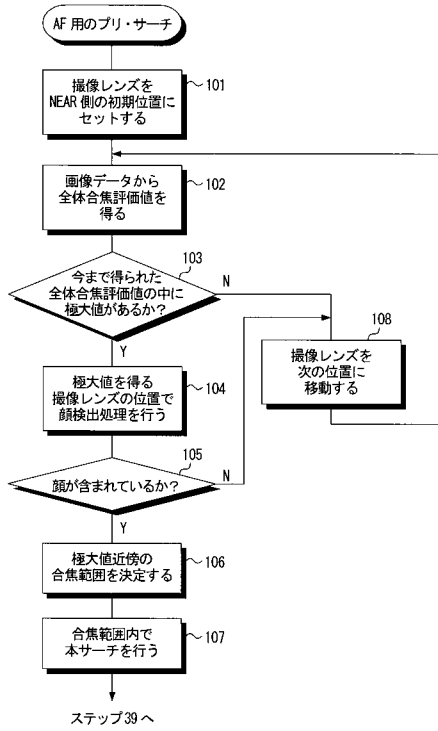 AF用のプリ・サーチ
撮像レンズを
NEAR側の初期位置に
セットする
101
画像データから
全体合焦評価値を
得る
102
103
今まで得られた
全体合焦評価値の中に
極大値があるか?
N
Y
108
撮像レンズを
次の位置に
移動する
極大値を得る
撮像レンズの位置で
顔検出処理を行う
104
105
顔が含まれているか?
N
Y
極大値近傍の
合焦範囲を決定する
106
合焦範囲内で
本サーチを行う
107
ステップ39へ